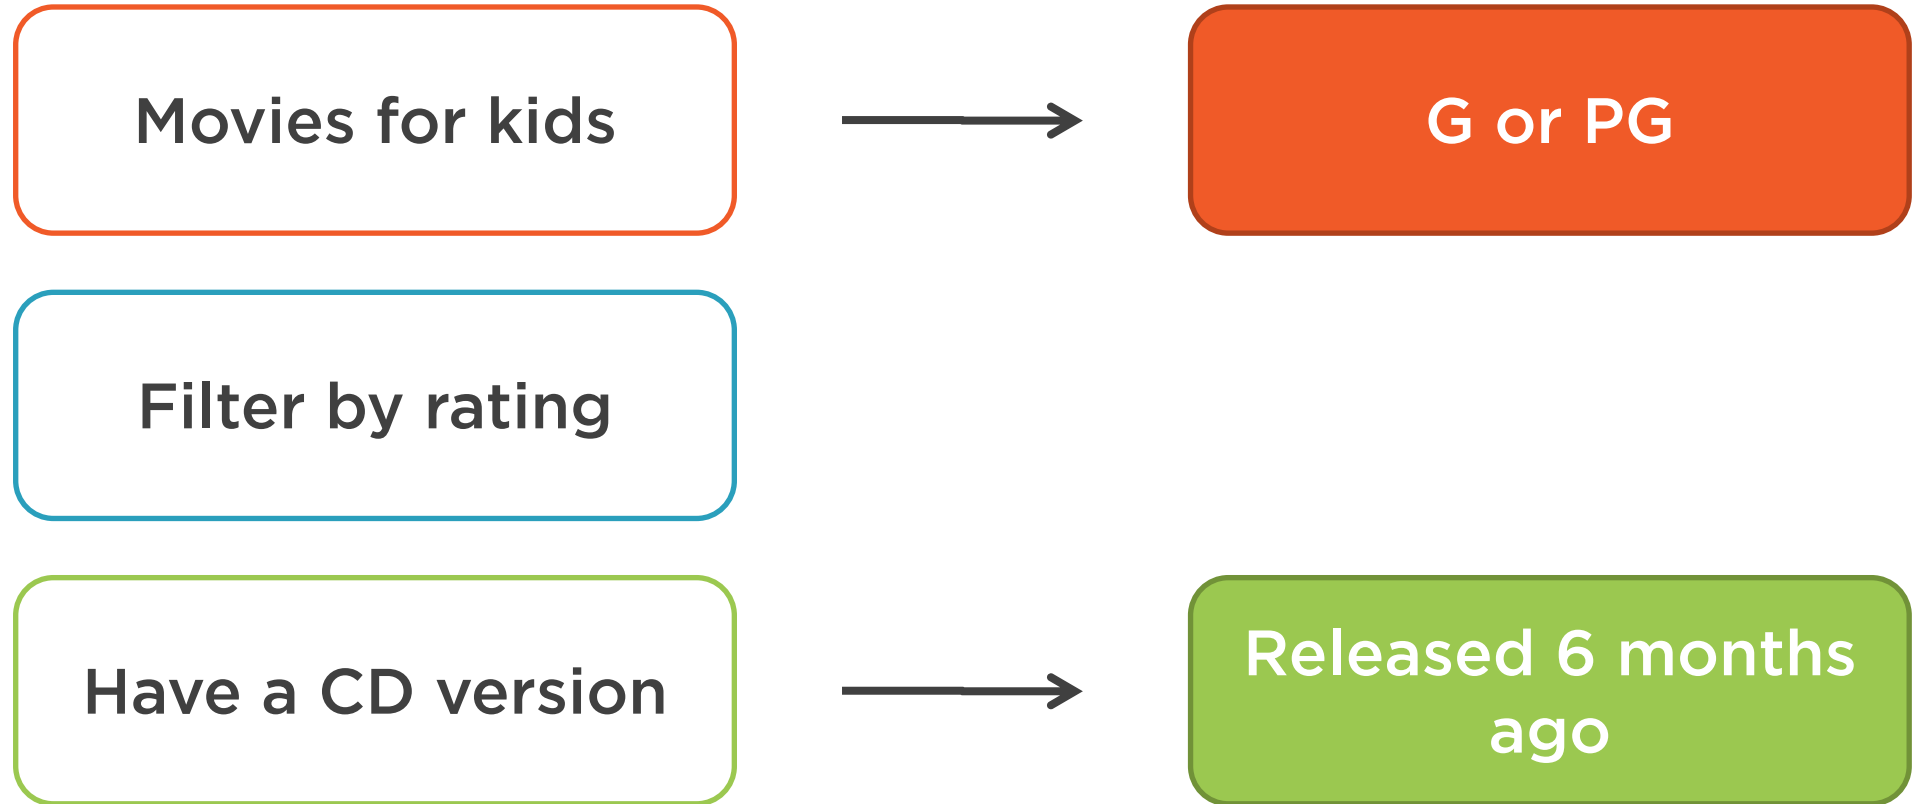 Movies for kids
G or PG
Filter by rating
Have a CD version
Released 6 months
ago